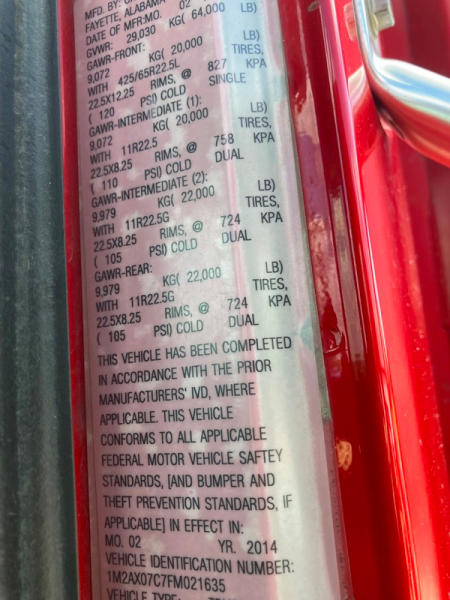 MFD. BY:
FAYETTE, ALABAMA
DATE OF MFR:MO. 02
GVWR: 29,030 KG( 64,000 LB)
GAWR-FRONT:
9,072 KG( 20,000 LB)
WITH 425/65R22.5L TIRES,
22.5X12.25 RIMS, @ 827 KPA
( 120 PSI) COLD SINGLE
GAWR-INTERMEDIATE (1):
9,072 KG( 20,000 LB)
WITH 11R22.5 TIRES,
22.5X8.25 RIMS, @ 758 KPA
( 110 PSI) COLD DUAL
GAWR-INTERMEDIATE (2):
9,979 KG( 22,000 LB)
WITH 11R22.5G TIRES,
22.5X8.25 RIMS, @ 724 KPA
( 105 PSI) COLD DUAL
GAWR-REAR:
9,979 KG( 22,000 LB)
WITH 11R22.5G TIRES,
22.5X8.25 RIMS, @ 724 KPA
( 105 PSI) COLD DUAL
THIS VEHICLE HAS BEEN COMPLETED
IN ACCORDANCE WITH THE PRIOR
MANUFACTURERS' IVD, WHERE
APPLICABLE. THIS VEHICLE
CONFORMS TO ALL APPLICABLE
FEDERAL MOTOR VEHICLE SAFTEY
STANDARDS, [AND BUMPER AND
THEFT PREVENTION STANDARDS, IF
APPLICABLE] IN EFFECT IN:
MO. 02 YR. 2014
VEHICLE IDENTIFICATION NUMBER:
1M2AX07C7FM021635
VEHICLE TYPE: